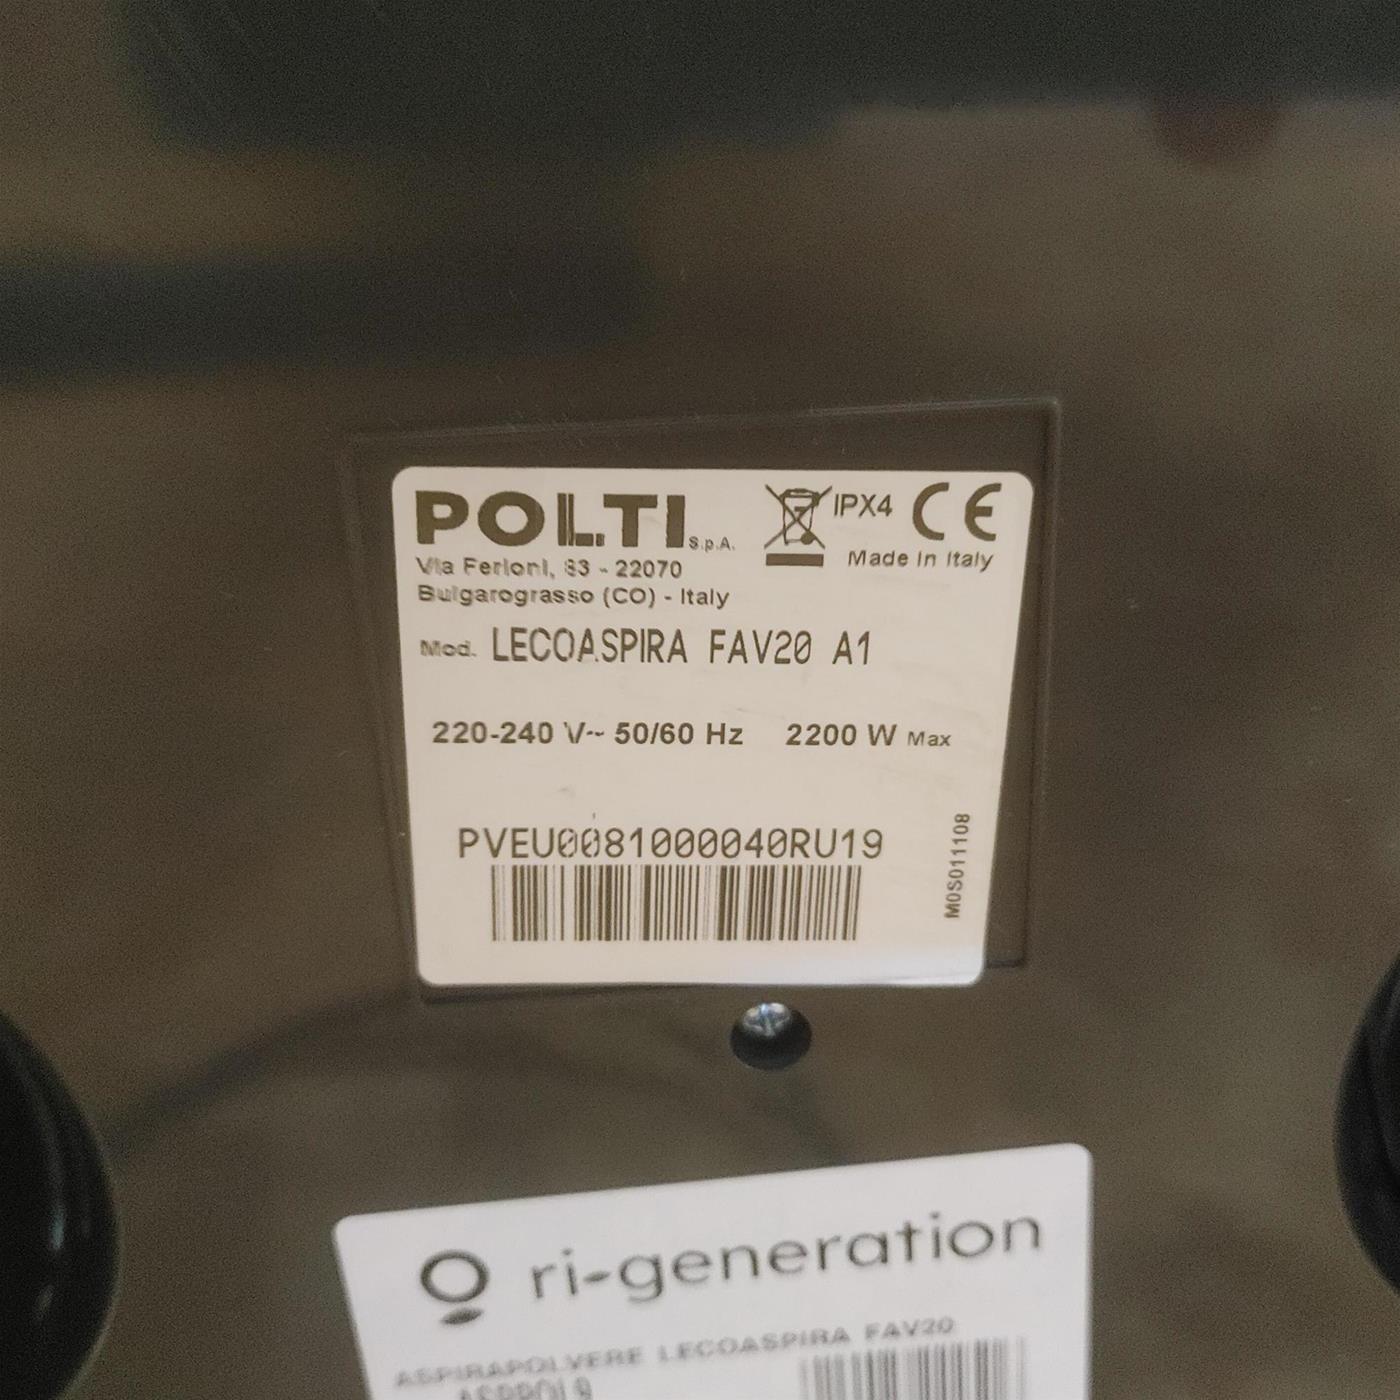 POLTI S.p.A. IPX4 CE
Via Ferloni, 83 - 22070 Made in Italy
Bulgarograsso (CO) - Italy
Mod. LECOASPIRA FAV20 A1
220-240 V~ 50/60 Hz 2200 W Max
PVEU0081000040RU19
M0S011108
ri-generation
ASPIRAPOLVERE LECOASPIRA FAV20